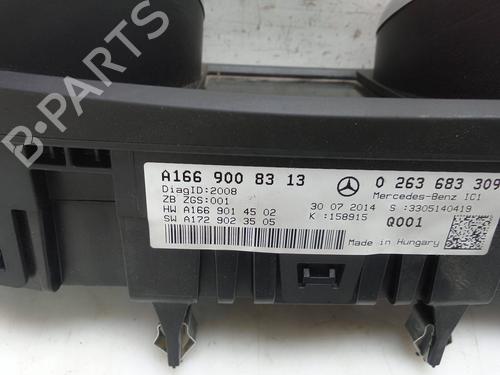 B-PARTS
A166 900 83 13
DiagID:2008
ZB ZGS:001
HW A166 901 45 02
SW A172 902 35 05
30 07 2014
K :158915
0 263 683 309
Mercedes-Benz IC1
S :3305140419
Q001
Made in Hungary